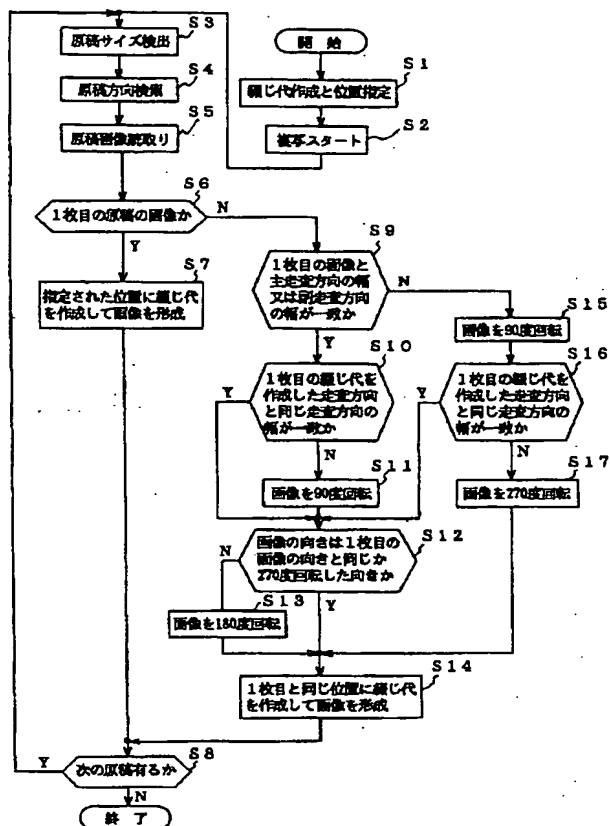 開始
S1
綴じ代作成と位置指定
S2
複写スタート
S3
原稿サイズ検出
S4
原稿方向検索
S5
原稿画像読取り
S6
1枚目の原稿の画像か
Y
N
S7
指定された位置に綴じ代
を作成して画像を形成
S9
1枚目の画像と
主走査方向の幅
又は副走査方向
の幅が一致か
Y
N
S10
1枚目の綴じ代を
作成した走査方向
と同じ走査方向の
幅が一致か
Y
N
S11
画像を90度回転
S15
画像を90度回転
S16
1枚目の綴じ代を
作成した走査方向
と同じ走査方向の
幅が一致か
Y
N
S17
画像を270度回転
S12
画像の向きは1枚目の
画像の向きと同じか
270度回転した向きか
N
Y
S13
画像を180度回転
S14
1枚目と同じ位置に綴じ代
を作成して画像を形成
S8
次の原稿有るか
Y
N
終了